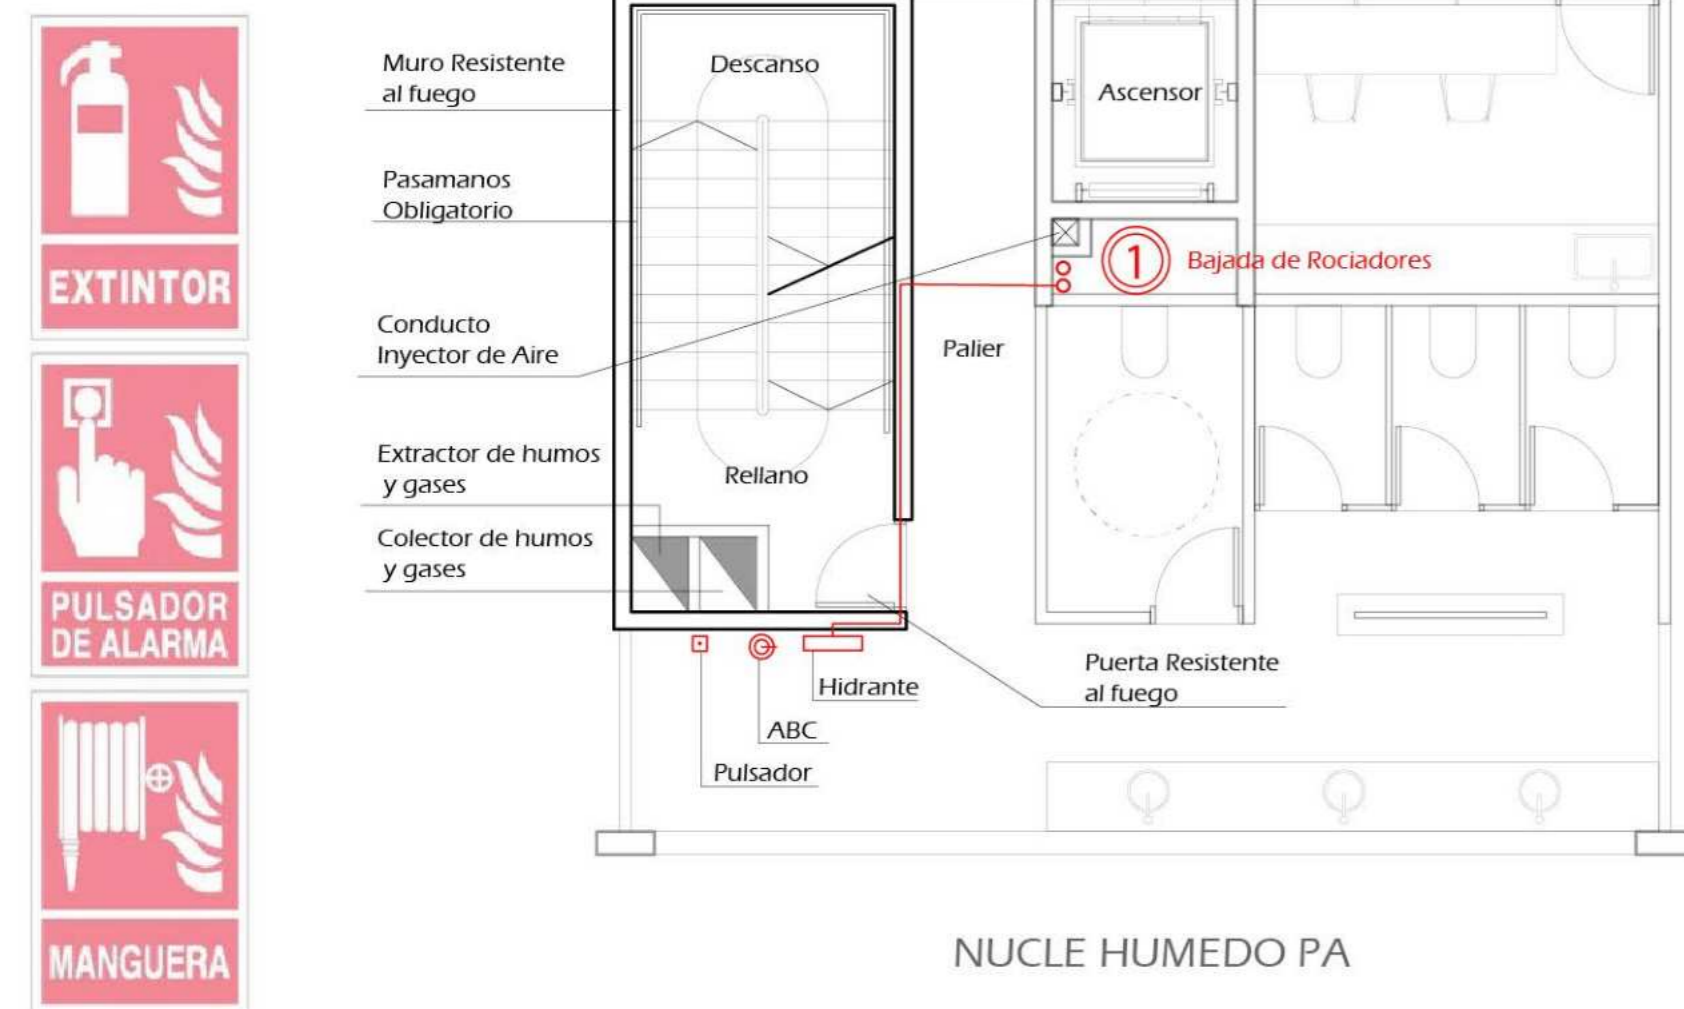 EXTINTOR
PULSADOR
DE ALARMA
MANGUERA
Muro Resistente
al fuego
Pasamanos
Obligatorio
Conducto
Inyector de Aire
Extractor de humos
y gases
Colector de humos
y gases
Descanso
Rellano
Ascensor
1
Bajada de Rociadores
Palier
Hidrante
ABC
Pulsador
Puerta Resistente
al fuego
NUCLE HUMEDO PA